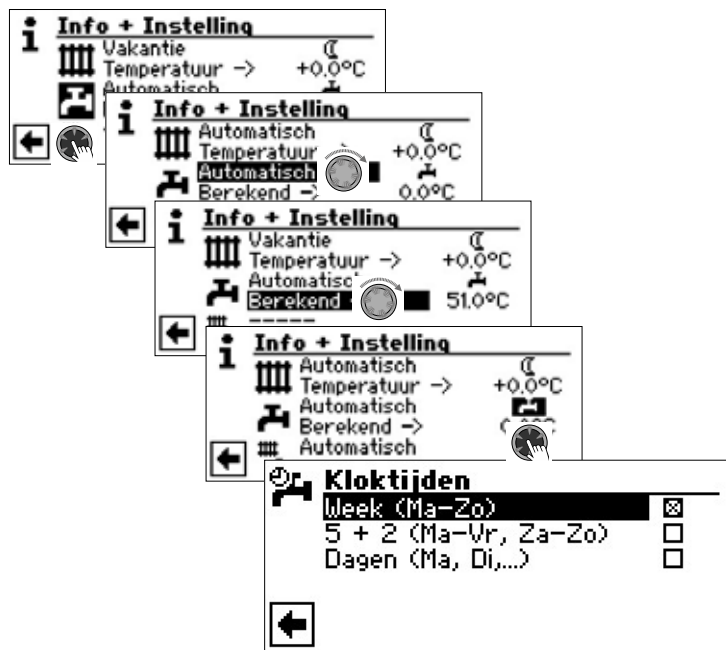 Info + Instelling
Vakantie
Temperatuur -> +0.0°C
Automatisch
Info + Instelling
Automatisch
Temperatuur +0.0°C
Automatisch
Berekend -> 0.0°C
Info + Instelling
Vakantie
Temperatuur -> +0.0°C
Berekend 51.0°C
-----
Info + Instelling
Automatisch
Temperatuur -> +0.0°C
Automatisch
Berekend ->
Automatisch
Kloktijden
Week (Ma-Zo)
5 + 2 (Ma-Vr, Za-Zo)
Dagen (Ma, Di,...)